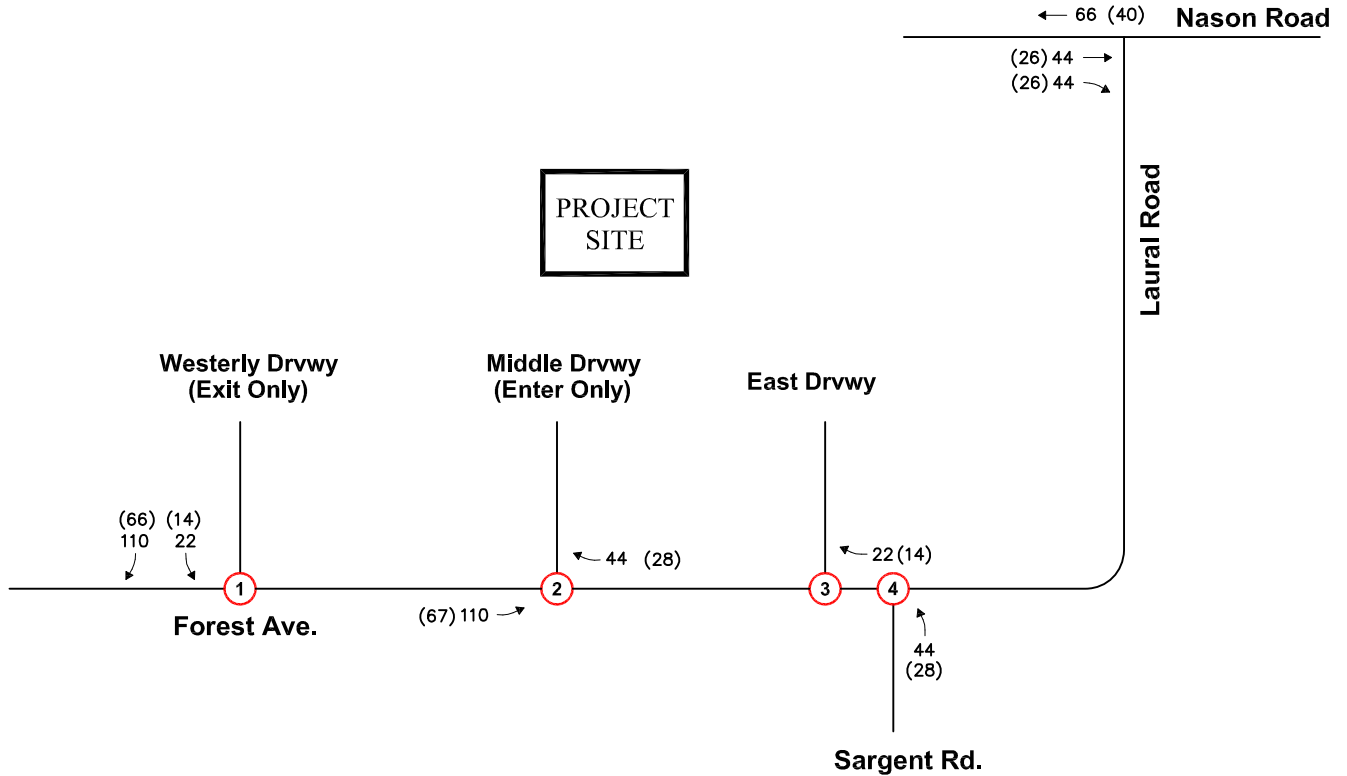 66 (40) Nason Road
(26) 44
(26) 44
PROJECT
SITE
Laural Road
Westerly Drvwy
(Exit Only)
Middle Drvwy
(Enter Only)
East Drvwy
(66) (14)
110 22
44 (28)
22 (14)
1
2
3
4
(67) 110
Forest Ave.
44
(28)
Sargent Rd.